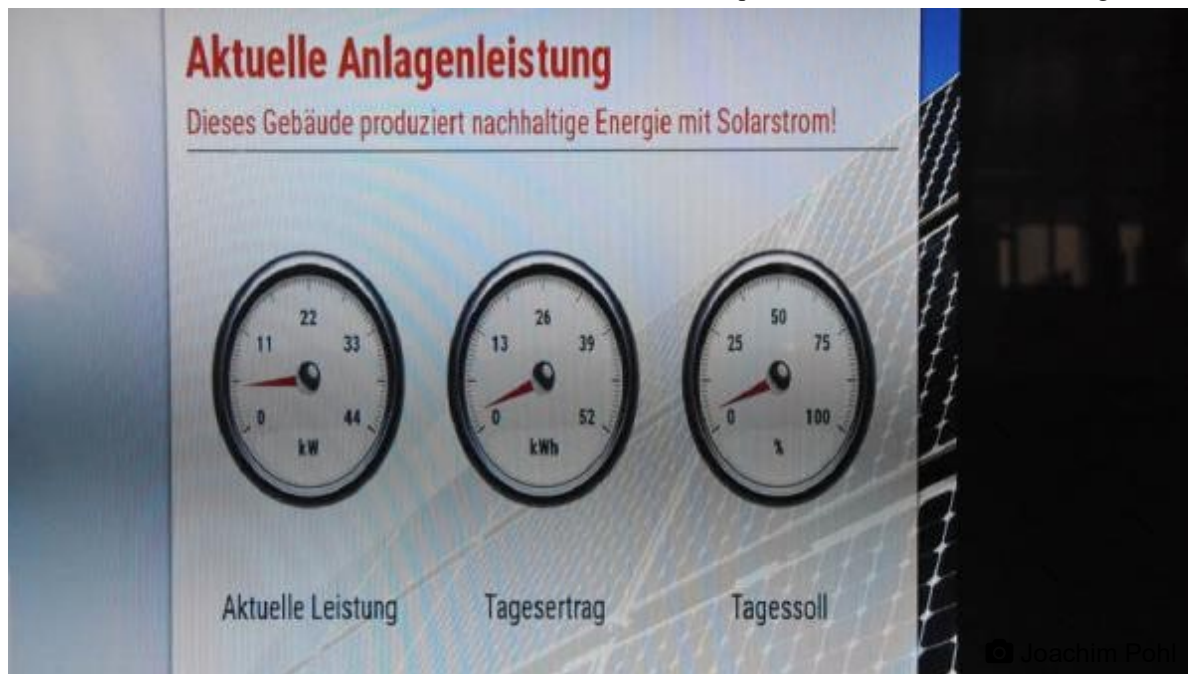 Aktuelle Anlagenleistung
Dieses Gebäude produziert nachhaltige Energie mit Solarstrom!
0 11 22 33 44
kW
0 13 26 39 52
kWh
0 25 50 75 100
%
Aktuelle Leistung
Tagesertrag
Tagessoll
Joachim Pohl